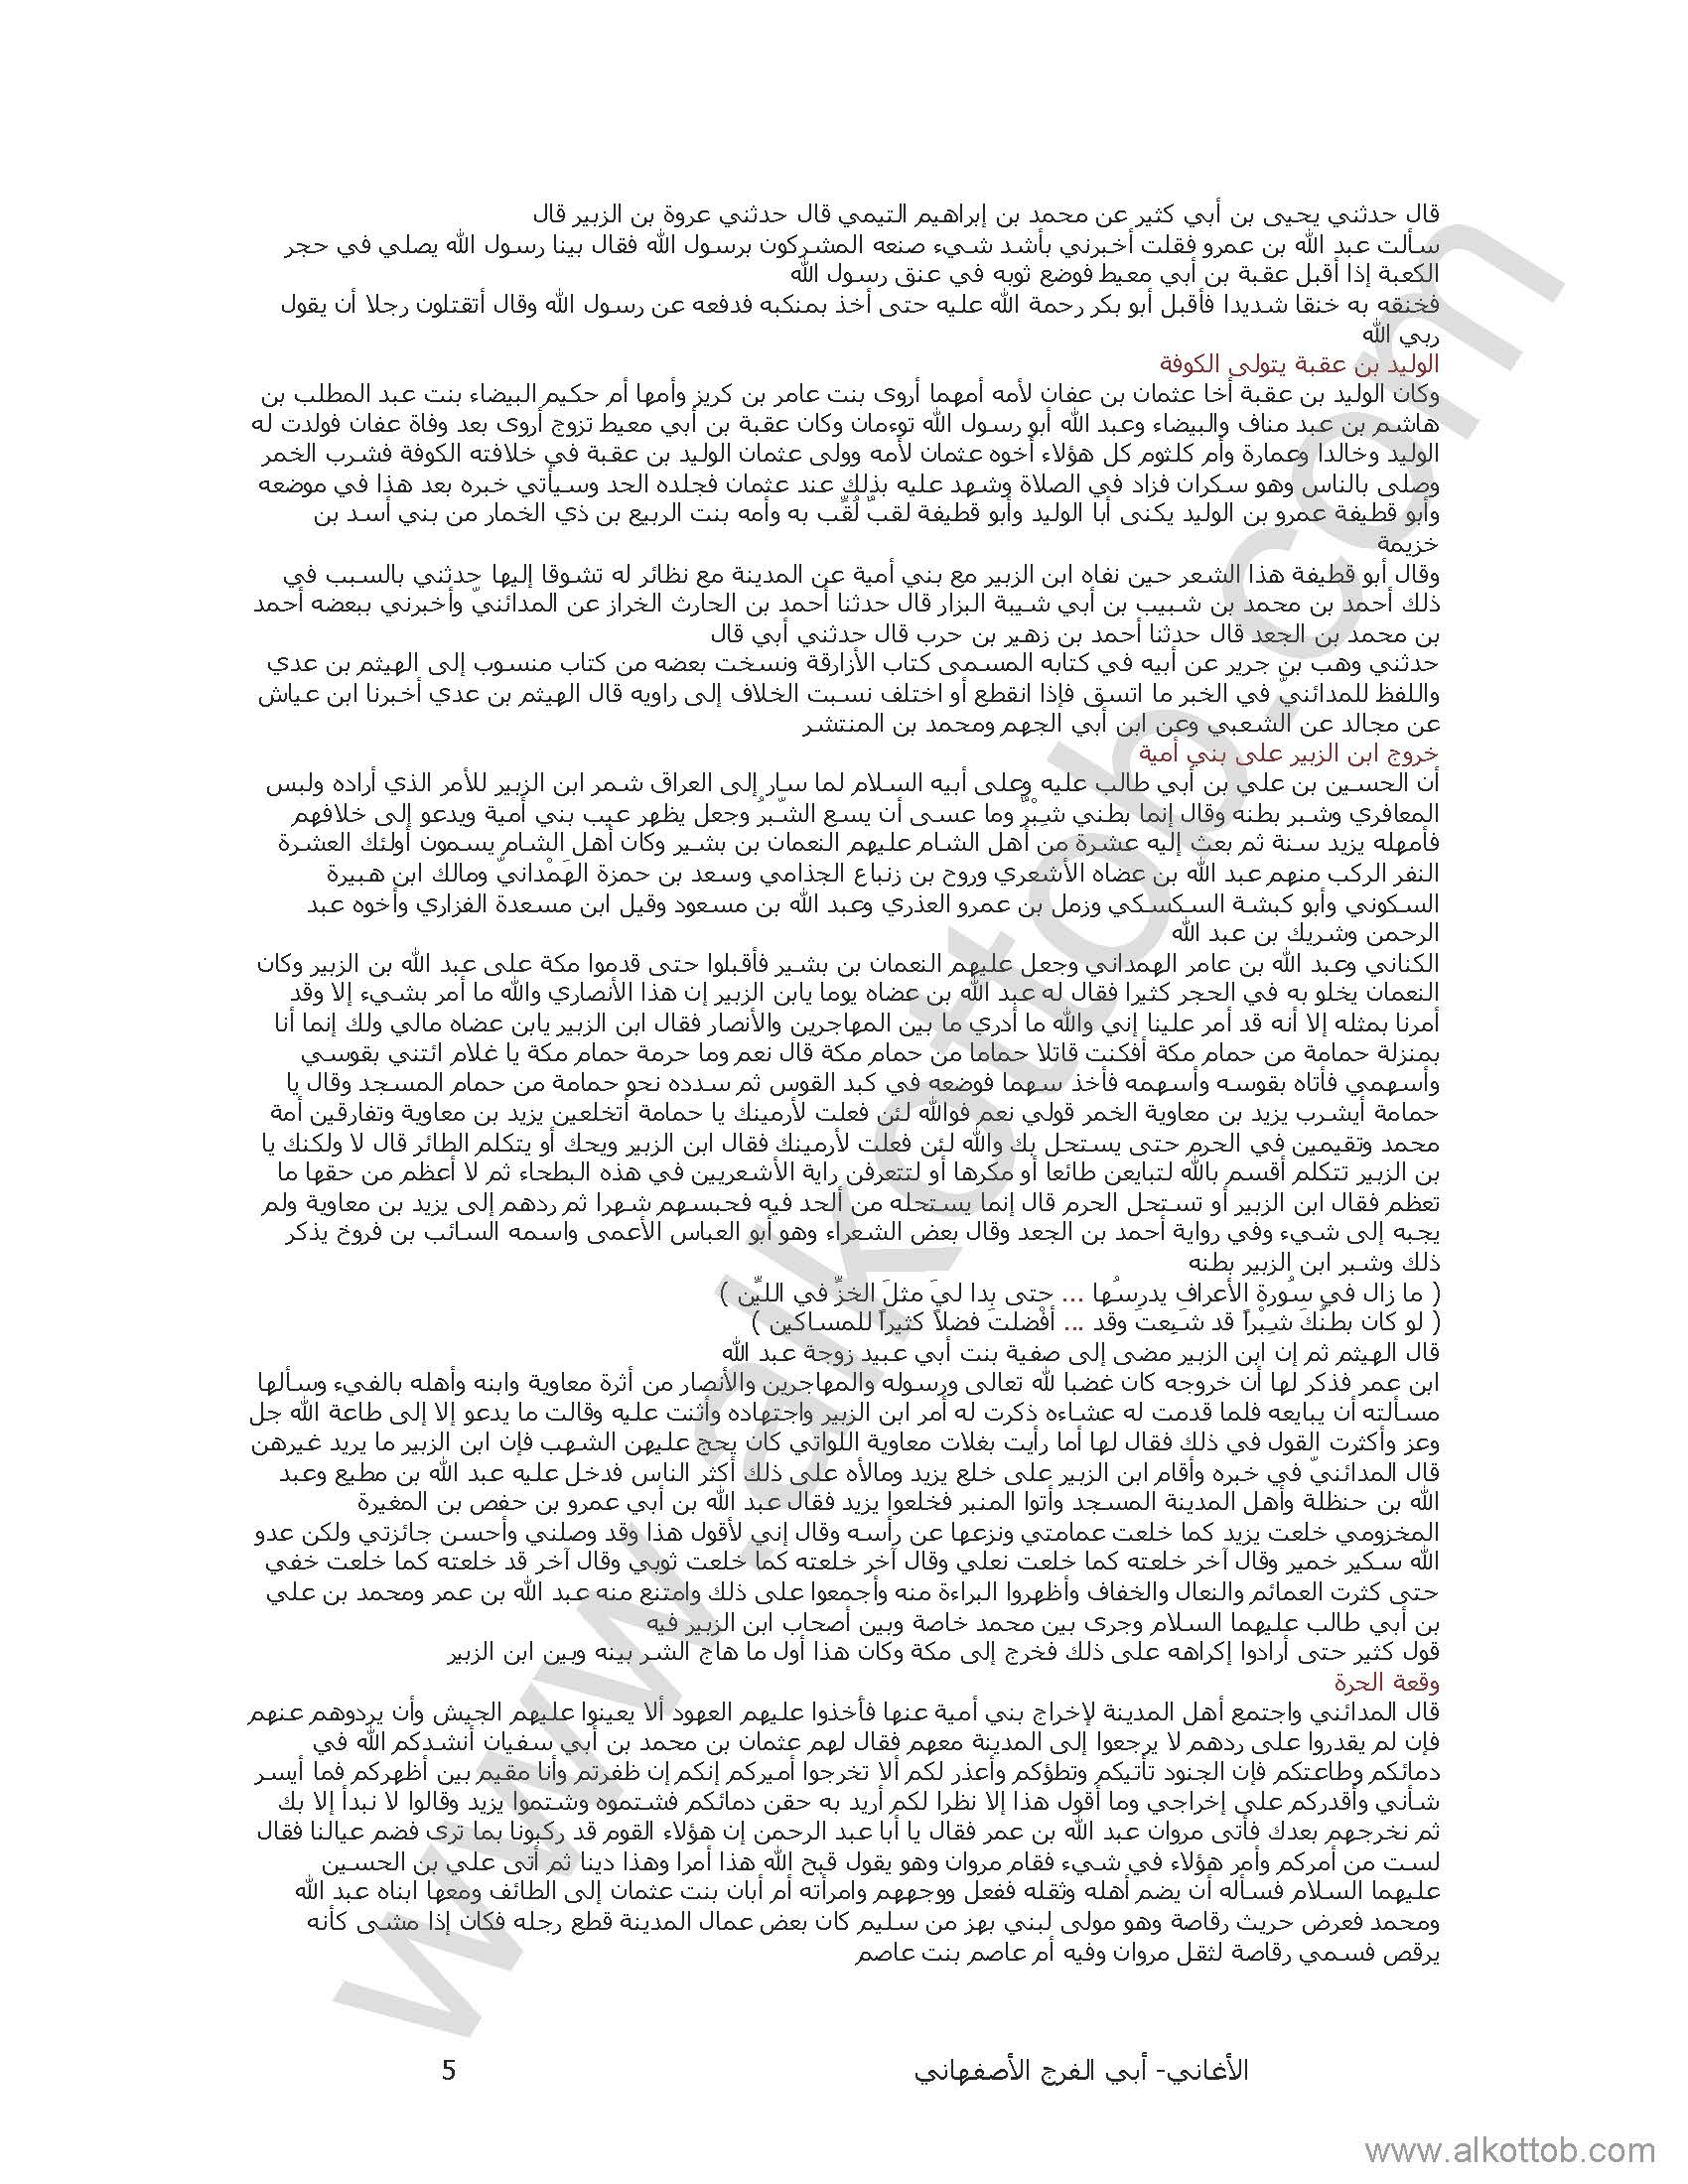 قال حدثني يحيى بن أبي كثير عن محمد بن إبراهيم التيمي قال حدثني عروة بن الزبير قال
سألت عبد الله بن عمرو فقلت أخبرني بأشد شيء صنعه المشركون برسول الله فقال بينا رسول الله يصلي في حجر
الكعبة إذا أقبل عقبة بن أبي معيط فوضع ثوبه في عنق رسول الله
فخنقه به خنقا شديدا فأقبل أبو بكر رحمة الله عليه حتى أخذ بمنكبه فدفعه عن رسول الله وقال أتقتلون رجلا أن يقول
ربي الله
الوليد بن عقبة يتولى الكوفة
وكان الوليد بن عقبة أخا عثمان بن عفان لأمه أمهما أروى بنت عامر بن كريز وأمها أم حكيم البيضاء بنت عبد المطلب بن
هاشم بن عبد مناف والبيضاء وعبد الله أبو رسول الله توءمان وكان عقبة بن أبي معيط تزوج أروى بعد وفاة عفان فولدت له
الوليد وخالدا وعمارة وأم كلثوم كل هؤلاء أخوه عثمان لأمه وولى عثمان الوليد بن عقبة في خلافته الكوفة فشرب الخمر
وصلى بالناس وهو سكران فزاد في الصلاة وشهد عليه بذلك عند عثمان فجلده الحد وسيأتي خبره بعد هذا في موضعه
وأبو قطيفة عمرو بن الوليد يكنى أبا الوليد وأبو قطيفة لقبٌ لُقِّب به وأمه بنت الربيع بن ذي الخمار من بني أسد بن
خزيمة
وقال أبو قطيفة هذا الشعر حين نفاه ابن الزبير مع بني أمية عن المدينة مع نظائر له تشوقا إليها حدثني بالسبب في
ذلك أحمد بن محمد بن شبيب بن أبي شيبة البزار قال حدثنا أحمد بن الحارث الخراز عن المدائنيّ وأخبرني ببعضه أحمد
بن محمد بن الجعد قال حدثنا أحمد بن زهير بن حرب قال حدثني أبي قال
حدثني وهب بن جرير عن أبيه في كتابه المسمى كتاب الأزارقة ونسخت بعضه من كتاب منسوب إلى الهيثم بن عدي
واللفظ للمدائنيّ في الخبر ما اتسق فإذا انقطع أو اختلف نسبت الخلاف إلى راويه قال الهيثم بن عدي أخبرنا ابن عياش
عن مجالد عن الشعبي وعن ابن أبي الجهم ومحمد بن المنتشر
خروج ابن الزبير على بني أمية
أن الحسين بن علي بن أبي طالب عليه وعلى أبيه السلام لما سار إلى العراق شمر ابن الزبير للأمر الذي أراده ولبس
المعافري وشبر بطنه وقال إنما بطني شِبْرٌ وما عسى أن يسع الشّبرُ وجعل يظهر عيب بني أمية ويدعو إلى خلافهم
فأمهله يزيد سنة ثم بعث إليه عشرة من أهل الشام عليهم النعمان بن بشير وكان أهل الشام يسمون أولئك العشرة
النفر الركب منهم عبد الله بن عضاه الأشعري وروح بن زنباع الجذامي وسعد بن حمزة الهَمْدانيّ ومالك ابن هبيرة
السكوني وأبو كبشة السكسكي وزمل بن عمرو العذري وعبد الله بن مسعود وقيل ابن مسعدة الفزاري وأخوه عبد
الرحمن وشريك بن عبد الله
الكناني وعبد الله بن عامر الهمداني وجعل عليهم النعمان بن بشير فأقبلوا حتى قدموا مكة على عبد الله بن الزبير وكان
النعمان يخلو به في الحجر كثيرا فقال له عبد الله بن عضاه يوما يابن الزبير إن هذا الأنصاري والله ما أمر بشيء إلا وقد
أمرنا بمثله إلا أنه قد أمر علينا إني والله ما أدري ما بين المهاجرين والأنصار فقال ابن الزبير يابن عضاه مالي ولك إنما أنا
بمنزلة حمامة من حمام مكة أفكنت قاتلا حماما من حمام مكة قال نعم وما حرمة حمام مكة يا غلام ائتني بقوسي
وأسهمي فأتاه بقوسه وأسهمه فأخذ سهما فوضعه في كبد القوس ثم سدده نحو حمامة من حمام المسجد وقال يا
حمامة أيشرب يزيد بن معاوية الخمر قولي نعم فوالله لئن فعلت لأرمينك يا حمامة أتخلعين يزيد بن معاوية وتفارقين أمة
محمد وتقيمين في الحرم حتى يستحل بك والله لئن فعلت لأرمينك فقال ابن الزبير ويحك أو يتكلم الطائر قال لا ولكنك يا
بن الزبير تتكلم أقسم بالله لتبايعن طائعا أو مكرها أو لتتعرفن راية الأشعريين في هذه البطحاء ثم لا أعظم من حقها ما
تعظم فقال ابن الزبير أو تستحل الحرم قال إنما يستحله من ألحد فيه فحبسهم شهرا ثم ردهم إلى يزيد بن معاوية ولم
يجبه إلى شيء وفي رواية أحمد بن الجعد وقال بعض الشعراء وهو أبو العباس الأعمى واسمه السائب بن فروخ يذكر
ذلك وشبر ابن الزبير بطنه
( ما زال في سُورة الأعرافِ يدرسُها ... حتى بدا ليَ مثلَ الخزِّ في اللّين )
( لو كان بطنُكَ شِبْراً قد شَبِعتَ وقد ... أفْضلتَ فضلاً كثيراً للمساكين )
قال الهيثم ثم إن ابن الزبير مضى إلى صفية بنت أبي عبيد زوجة عبد الله
ابن عمر فذكر لها أن خروجه كان غضبا لله تعالى ورسوله والمهاجرين والأنصار من أثرة معاوية وابنه وأهله بالفيء وسألها
مسألته أن يبايعه فلما قدمت له عشاءه ذكرت له أمر ابن الزبير واجتهاده وأثنت عليه وقالت ما يدعو إلا إلى طاعة الله جل
وعز وأكثرت القول في ذلك فقال لها أما رأيت بغلات معاوية اللواتي كان يحج عليهن الشهب فإن ابن الزبير ما يريد غيرهن
قال المدائنيّ في خبره وأقام ابن الزبير على خلع يزيد ومالأه على ذلك أكثر الناس فدخل عليه عبد الله بن مطيع وعبد
الله بن حنظلة وأهل المدينة المسجد وأتوا المنبر فخلعوا يزيد فقال عبد الله بن أبي عمرو بن حفص بن المغيرة
المخزومي خلعت يزيد كما خلعت عمامتي ونزعها عن رأسه وقال إني لأقول هذا وقد وصلني وأحسن جائزتي ولكن عدو
الله سكير خمير وقال آخر خلعته كما خلعت نعلي وقال آخر خلعته كما خلعت ثوبي وقال آخر قد خلعته كما خلعت خفي
حتى كثرت العمائم والنعال والخفاف وأظهروا البراءة منه وأجمعوا على ذلك وامتنع منه عبد الله بن عمر ومحمد بن علي
بن أبي طالب عليهما السلام وجرى بين محمد خاصة وبين أصحاب ابن الزبير فيه
قول كثير حتى أرادوا إكراهه على ذلك فخرج إلى مكة وكان هذا أول ما هاج الشر بينه وبين ابن الزبير
وقعة الحرة
قال المدائني واجتمع أهل المدينة لإخراج بني أمية عنها فأخذوا عليهم العهود ألا يعينوا عليهم الجيش وأن يردوهم عنهم
فإن لم يقدروا على ردهم لا يرجعوا إلى المدينة معهم فقال لهم عثمان بن محمد بن أبي سفيان أنشدكم الله في
دمائكم وطاعتكم فإن الجنود تأتيكم وتطؤكم وأعذر لكم ألا تخرجوا أميركم إنكم إن ظفرتم وأنا مقيم بين أظهركم فما أيسر
شأني وأقدركم على إخراجي وما أقول هذا إلا نظرا لكم أريد به حقن دمائكم فشتموه وشتموا يزيد وقالوا لا نبدأ إلا بك
ثم نخرجهم بعدك فأتى مروان عبد الله بن عمر فقال يا أبا عبد الرحمن إن هؤلاء القوم قد ركبونا بما ترى فضم عيالنا فقال
لست من أمركم وأمر هؤلاء في شيء فقام مروان وهو يقول قبح الله هذا أمرا وهذا دينا ثم أتى علي بن الحسين
عليهما السلام فسأله أن يضم أهله وثقله ففعل ووجههم وامرأته أم أبان بنت عثمان إلى الطائف ومعها ابناه عبد الله
ومحمد فعرض حريث رقاصة وهو مولى لبني بهز من سليم كان بعض عمال المدينة قطع رجله فكان إذا مشى كأنه
يرقص فسمي رقاصة لثقل مروان وفيه أم عاصم بنت عاصم
الأغاني- أبي الفرج الأصفهاني 5
www.alkottob.com
www.alkottob.com